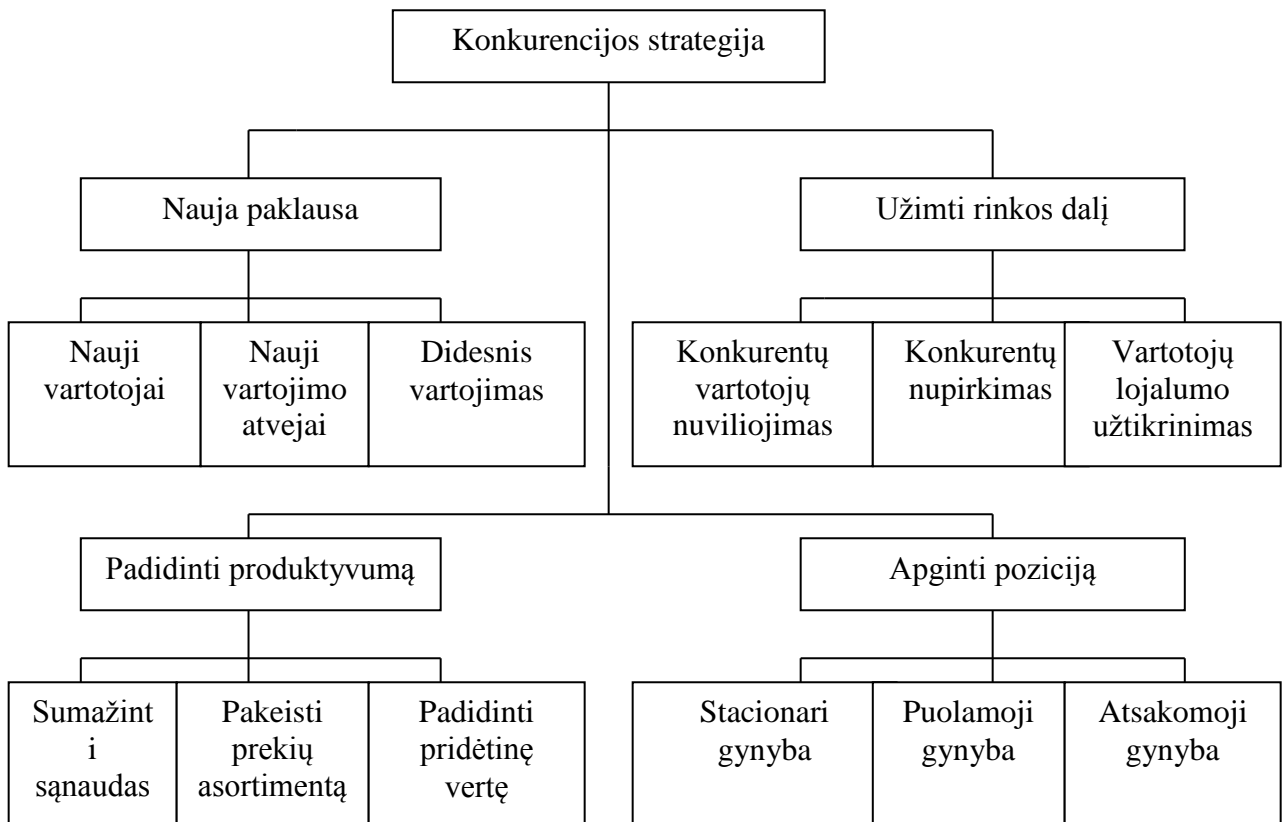 Konkurencijos strategija
Nauja paklausa
Užimti rinkos dalį
Nauji
vartotojai
Nauji
vartojimo
atvejai
Didesnis
vartojimas
Konkurentų
vartotojų
nuviliojimas
Konkurentų
nupirkimas
Vartotojų
lojalumo
užtikrinimas
Padidinti produktyvumą
Apginti poziciją
Sumažint
i
sąnaudas
Pakeisti
prekių
asortimentą
Padidinti
pridėtinę
vertę
Stacionari
gynyba
Puolamoji
gynyba
Atsakomoji
gynyba